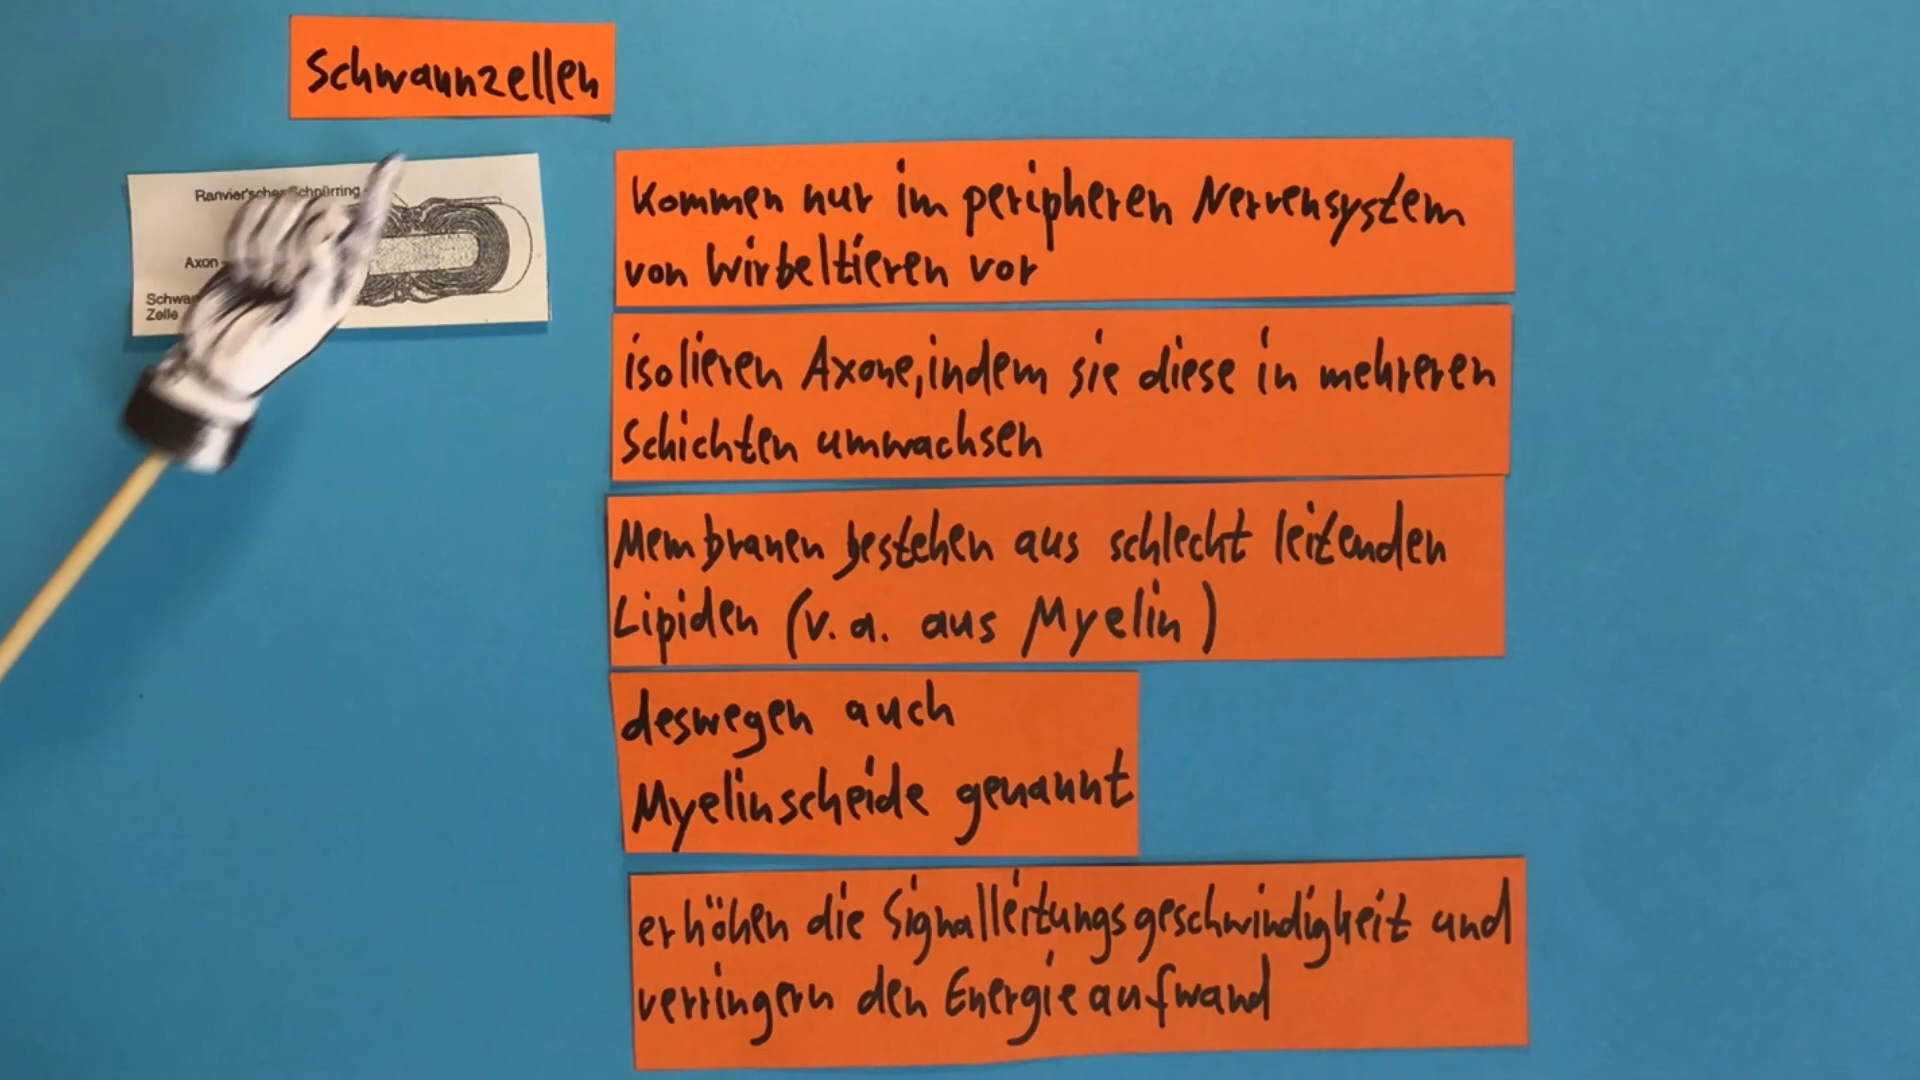 Schwannzellen
Ranvier'scher Schnürring
Axon
Zelle
Kommen nur im peripheren Nervensystem
von Wirbeltieren vor
isolieren Axone, indem sie diese in mehreren
Schichten umwachsen
Membranen bestehen aus schlecht leitenden
Lipiden (v.a. aus Myelin)
deswegen auch
Myelinscheide genannt
erhöhen die Signalleitungsgeschwindigkeit und
verringern den Energieaufwand